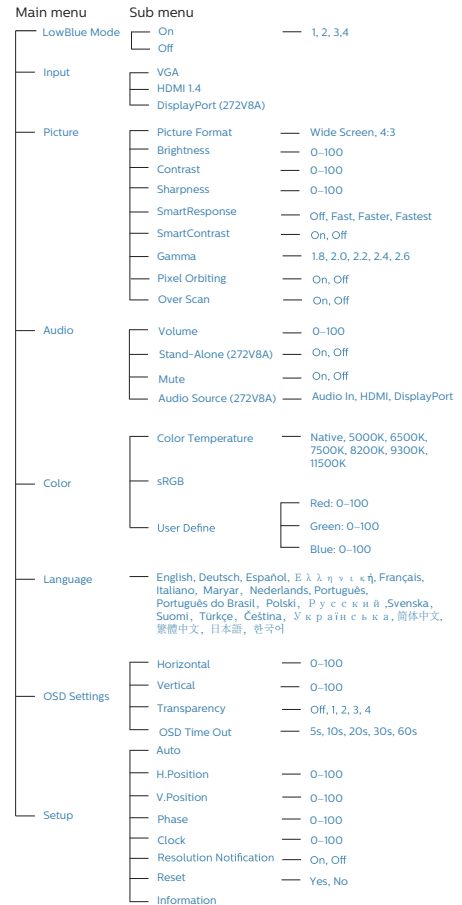 Main menu Sub menu
LowBlue Mode On 1, 2, 3,4
Off
Input VGA
HDMI 1.4
DisplayPort (272V8A)
Picture Picture Format Wide Screen, 4:3
Brightness 0–100
Contrast 0–100
Sharpness 0–100
SmartResponse Off, Fast, Faster, Fastest
SmartContrast On, Off
Gamma 1.8, 2.0, 2.2, 2.4, 2.6
Pixel Orbiting On, Off
Over Scan On, Off
Audio Volume 0–100
Stand-Alone (272V8A) On, Off
Mute On, Off
Audio Source (272V8A) Audio In, HDMI, DisplayPort
Color Temperature Native, 5000K, 6500K,
7500K, 8200K, 9300K,
11500K
Color sRGB
Red: 0–100
User Define Green: 0–100
Blue: 0–100
Language English, Deutsch, Español, Ελληνική, Français,
Italiano, Maryar, Nederlands, Português,
Português do Brasil, Polski, Русский ,Svenska,
Suomi, Türkçe, Čeština, Українська, 简体中文,
繁體中文, 日本語, 한국어
Horizontal 0–100
Vertical 0–100
OSD Settings Transparency Off, 1, 2, 3, 4
OSD Time Out 5s, 10s, 20s, 30s, 60s
Auto
H.Position 0–100
V.Position 0–100
Setup Phase 0–100
Clock 0–100
Resolution Notification On, Off
Reset Yes, No
Information